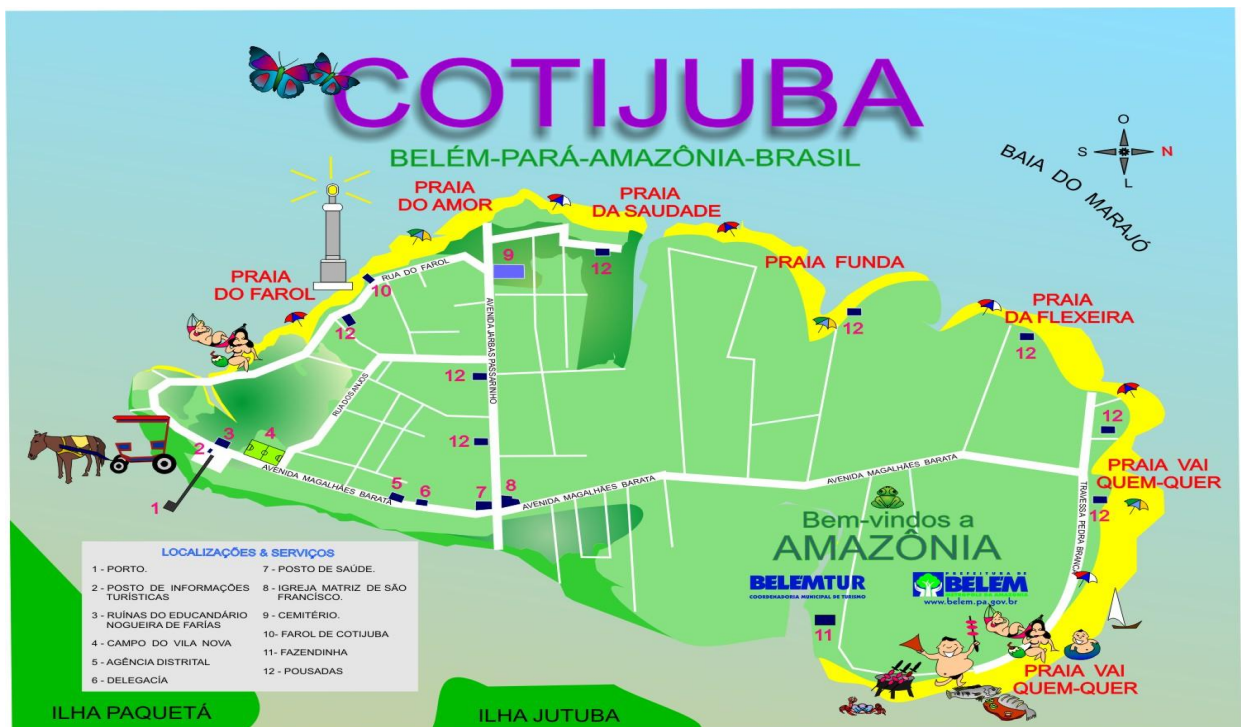 COTIJUBA
BELÉM-PARÁ-AMAZÔNIA-BRASIL
O
S
N
L
BAIA DO MARAJÓ
PRAIA
DO AMOR
PRAIA
DA SAUDADE
PRAIA
DO FAROL
PRAIA FUNDA
PRAIA
DA FLEXEIRA
RUA DO FAROL
9
12
10
12
12
12
AVENIDA JARBAS PASSARINHO
12
RUA DOS ANJOS
12
12
3
4
2
1
AVENIDA MAGALHÃES BARATA
5
6
7
8
AVENIDA MAGALHÃES BARATA
AVENIDA MAGALHÃES BARATA
PRAIA VAI
QUEM-QUER
12
TRAVESSA PEDRA BRANCA
Bem-vindos a
AMAZÔNIA
BELEMTUR
COORDENADORIA MUNICIPAL DE TURISMO
PREFEITURA DE
BELÉM
www.belem.pa.gov.br
11
PRAIA VAI
QUEM-QUER
LOCALIZAÇÕES & SERVIÇOS
1 - PORTO.
2 - POSTO DE INFORMAÇÕES
TURÍSTICAS
3 - RUÍNAS DO EDUCANDÁRIO
NOGUEIRA DE FARÍAS
4 - CAMPO DO VILA NOVA
5 - AGÊNCIA DISTRITAL
6 - DELEGACÍA
7 - POSTO DE SAÚDE.
8 - IGREJA MATRIZ DE SÃO
FRANCÍSCO.
9 - CEMITÉRIO.
10- FAROL DE COTIJUBA
11- FAZENDINHA
12 - POUSADAS
ILHA PAQUETÁ
ILHA JUTUBA